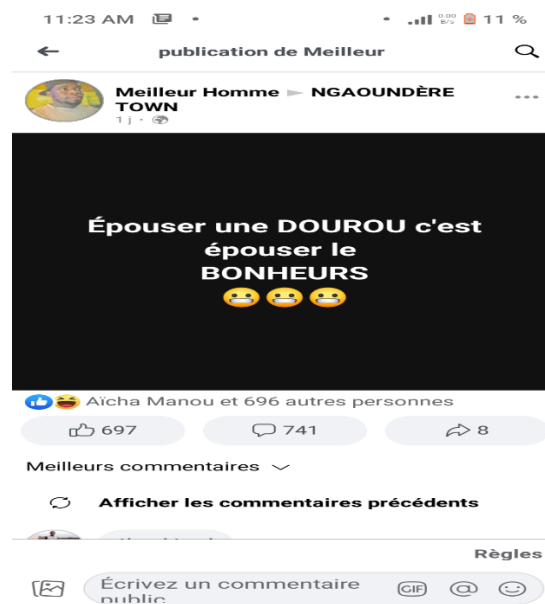 11:23 AM
0.00
B/s
11 %
publication de Meilleur
Meilleur Homme ► NGAOUNDÈRE
TOWN
1 j ·
Épouser une DOUROU c'est
épouser le
BONHEURS
Aïcha Manou et 696 autres personnes
697
741
8
Meilleurs commentaires
Afficher les commentaires précédents
Règles
Écrivez un commentaire
public
GIF
@